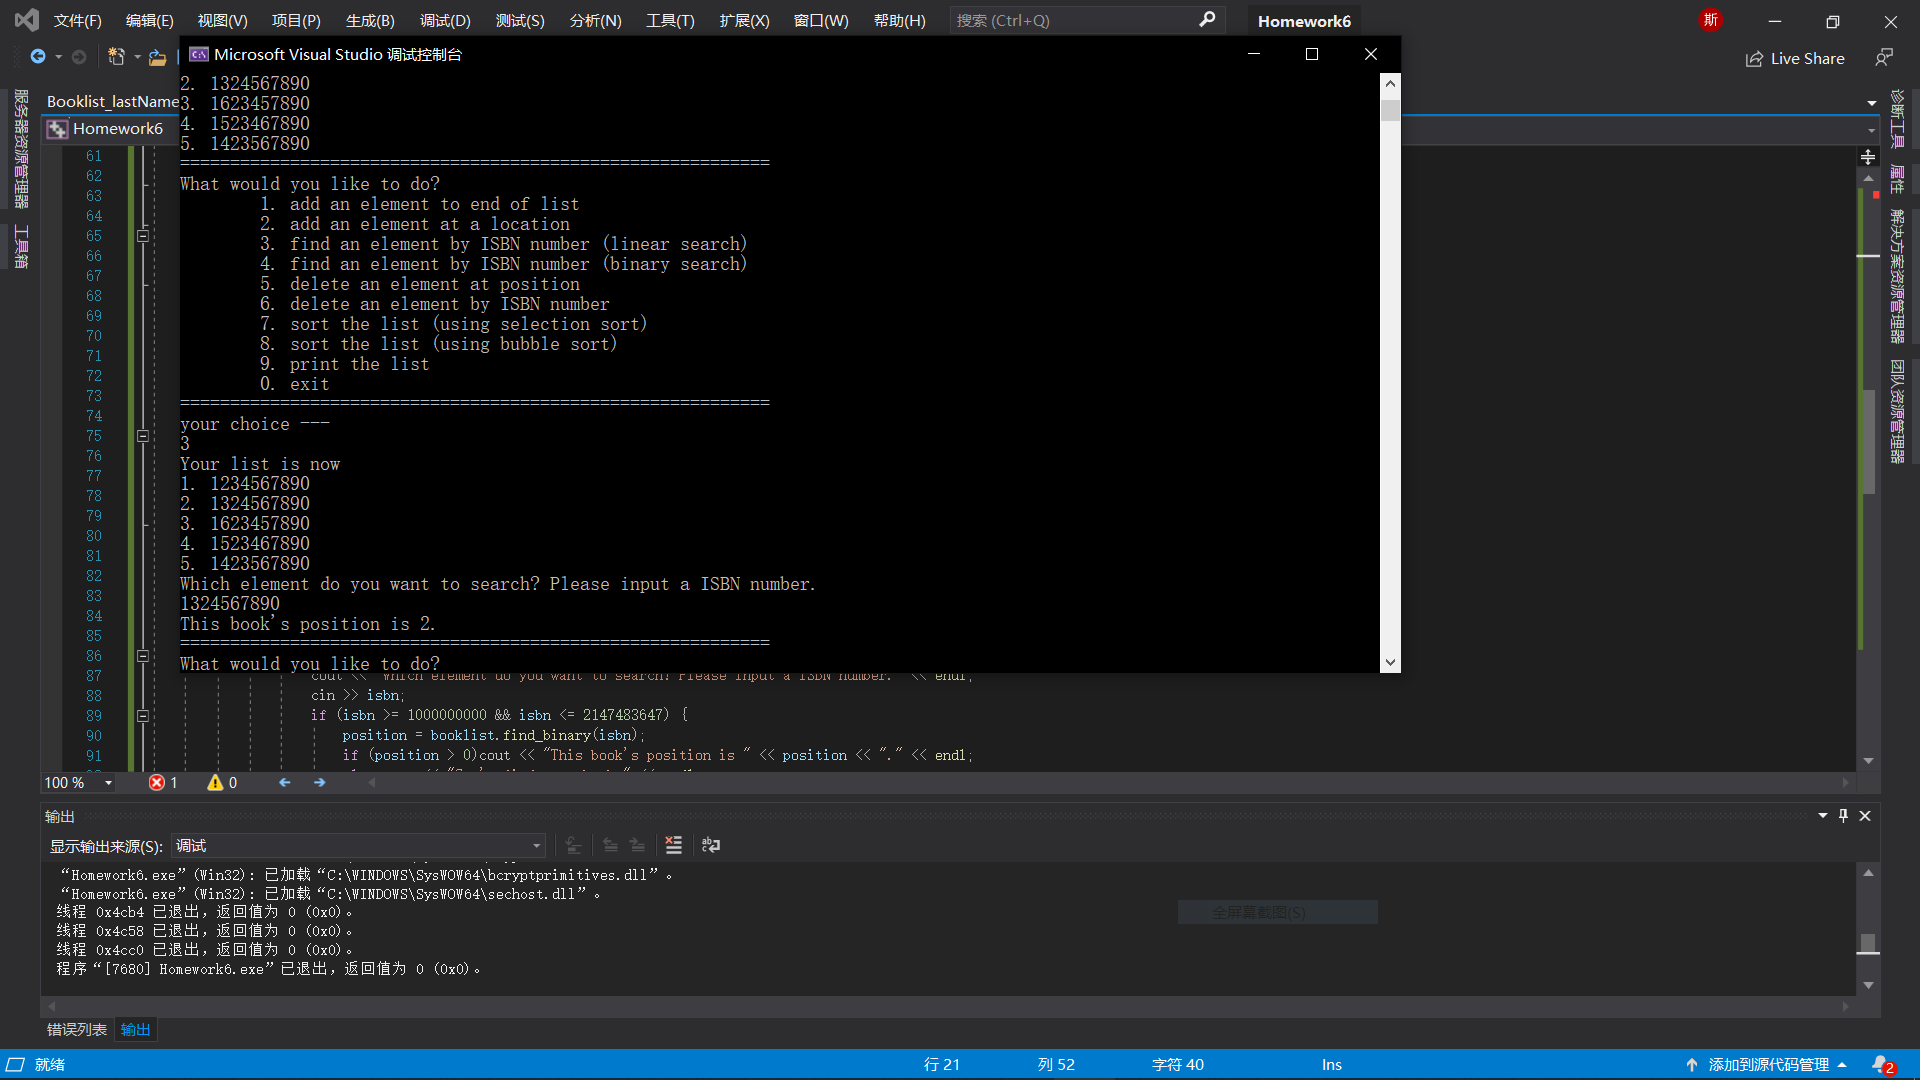 文件(F) 编辑(E) 视图(V) 项目(P) 生成(B) 调试(D) 测试(S) 分析(N) 工具(T) 扩展(X) 窗口(W) 帮助(H) 搜索 (Ctrl+Q) Homework6 斯
Live Share
Microsoft Visual Studio 调试控制台
Booklist_lastName
Homework6
服务器资源管理器
工具箱
诊断工具
属性
解决方案资源管理器
团队资源管理器
2. 1324567890
3. 1623457890
4. 1523467890
5. 1423567890
===========================================================
What would you like to do?
1. add an element to end of list
2. add an element at a location
3. find an element by ISBN number (linear search)
4. find an element by ISBN number (binary search)
5. delete an element at position
6. delete an element by ISBN number
7. sort the list (using selection sort)
8. sort the list (using bubble sort)
9. print the list
0. exit
===========================================================
your choice ---
3
Your list is now
1. 1234567890
2. 1324567890
3. 1623457890
4. 1523467890
5. 1423567890
Which element do you want to search? Please input a ISBN number.
1324567890
This book's position is 2.
===========================================================
What would you like to do?
61
62
63
64
65
66
67
68
69
70
71
72
73
74
75
76
77
78
79
80
81
82
83
84
85
86
87 cout << "Which element do you want to search? Please input a ISBN number." << endl;
88 cin >> isbn;
89 if (isbn >= 1000000000 && isbn <= 2147483647) {
90 position = booklist.find_binary(isbn);
91 if (position > 0)cout << "This book's position is " << position << "." << endl;
100 % 1 0
输出
显示输出来源(S): 调试
“Homework6.exe”(Win32): 已加载“C:\WINDOWS\SysWOW64\bcryptprimitives.dll”。
“Homework6.exe”(Win32): 已加载“C:\WINDOWS\SysWOW64\sechost.dll”。
线程 0x4cb4 已退出，返回值为 0 (0x0)。
线程 0x4c58 已退出，返回值为 0 (0x0)。
线程 0x4cc0 已退出，返回值为 0 (0x0)。
程序“[7680] Homework6.exe”已退出，返回值为 0 (0x0)。
全屏幕截图(S)
错误列表 输出
就绪 行 21 列 52 字符 40 Ins 添加到源代码管理 2